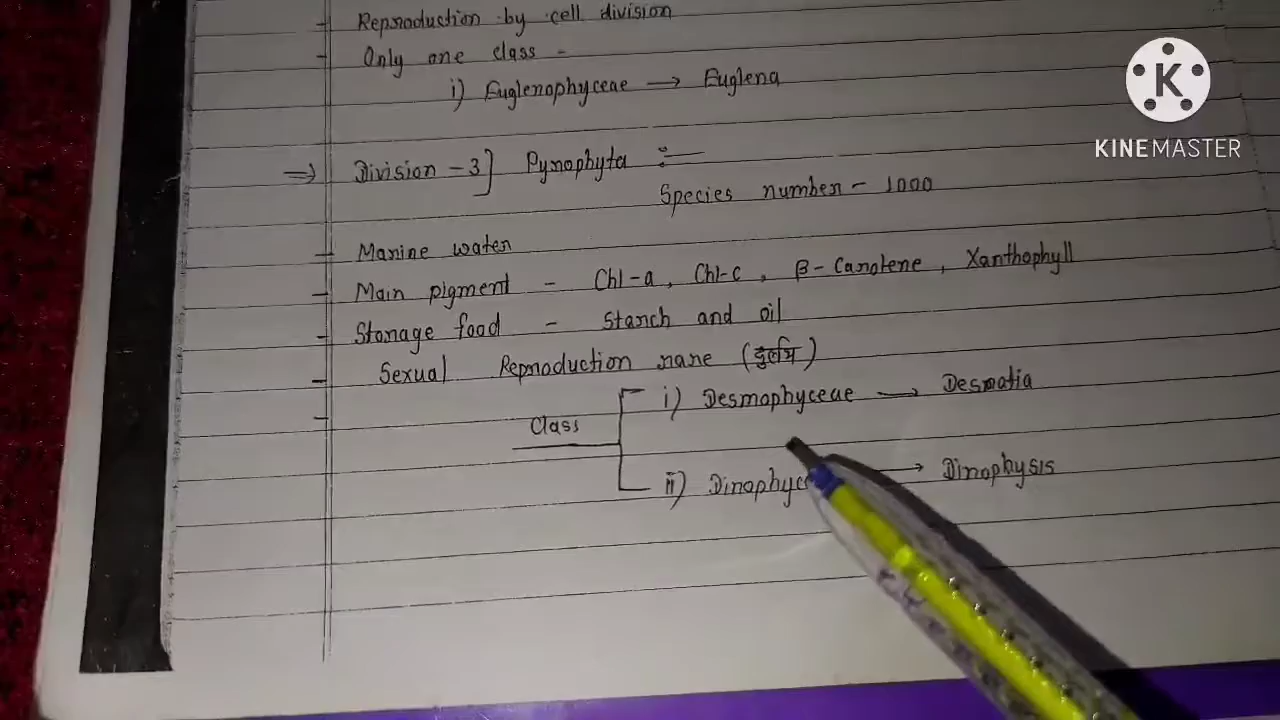 Reproduction by cell division
Only one class -
i) Euglenophyceae → Euglena
K
KINEMASTER
⇒ Division - 3] Pyrrophyta :-
Species number - 1000
Marine water
Main pigment - Chl-a, Chl-c, β-Carotene, Xanthophyll
Storage food - Starch and oil
Sexual Reproduction rare (दुर्लभ)
Class
i) Desmophyceae → Desmatia
ii) Dinophyc → Dinophysis